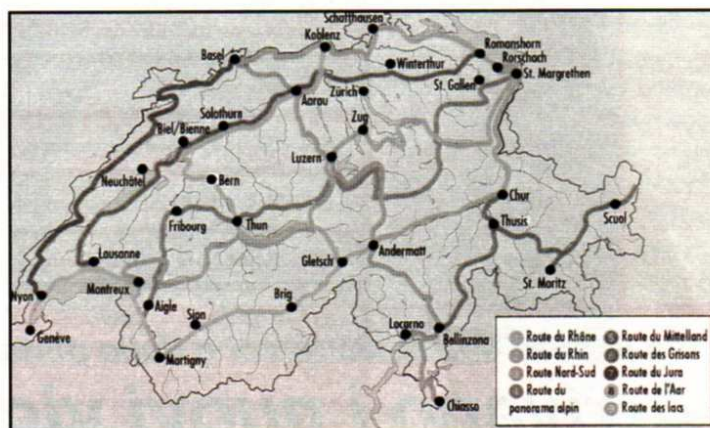 Schaffhausen
Koblenz
Basel
Romanshorn
Rorschach
Winterthur
St. Margrethen
St. Gallen
Zürich
Aarau
Solothurn
Zug
Biel/Bienne
Luzern
Neuchâtel
Bern
Chur
Fribourg
Thun
Thusis
Scuol
Lausanne
Gletsch
Andermatt
Montreux
St. Moritz
Nyon
Aigle
Brig
Sion
Locarno
Bellinzona
Genève
Martigny
Chiasso
Route du Rhône
Route du Rhin
Route Nord-Sud
Route du
panorama alpin
Route du Mittelland
Route des Grisons
Route du Jura
Route de l'Aar
Route des lacs